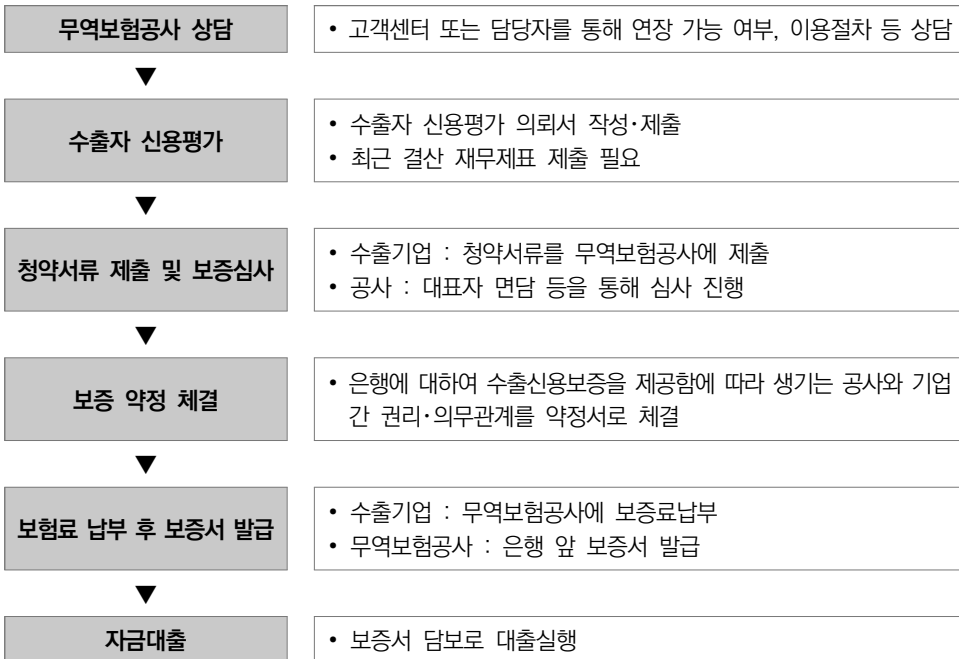 무역보험공사 상담
• 고객센터 또는 담당자를 통해 연장 가능 여부, 이용절차 등 상담
▼
수출자 신용평가
• 수출자 신용평가 의뢰서 작성·제출
• 최근 결산 재무제표 제출 필요
▼
청약서류 제출 및 보증심사
• 수출기업 : 청약서류를 무역보험공사에 제출
• 공사 : 대표자 면담 등을 통해 심사 진행
▼
보증 약정 체결
• 은행에 대하여 수출신용보증을 제공함에 따라 생기는 공사와 기업
간 권리·의무관계를 약정서로 체결
▼
보험료 납부 후 보증서 발급
• 수출기업 : 무역보험공사에 보증료납부
• 무역보험공사 : 은행 앞 보증서 발급
▼
자금대출
• 보증서 담보로 대출실행